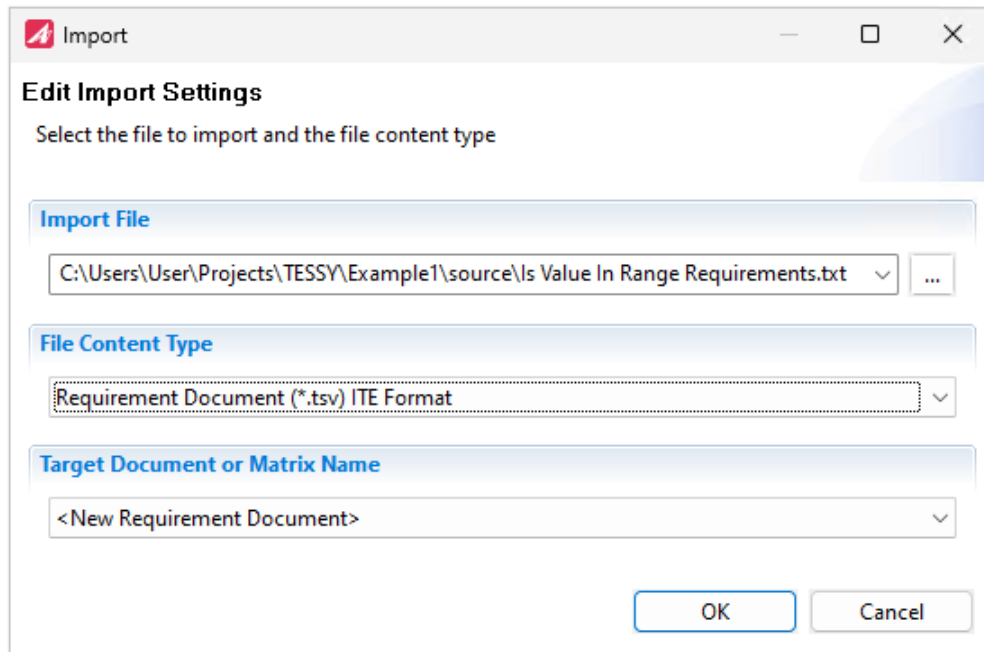 Import
Edit Import Settings
Select the file to import and the file content type
Import File
C:\Users\User\Projects\TESSY\Example1\source\Is Value In Range Requirements.txt
...
File Content Type
Requirement Document (*.tsv) ITE Format
Target Document or Matrix Name
<New Requirement Document>
OK Cancel